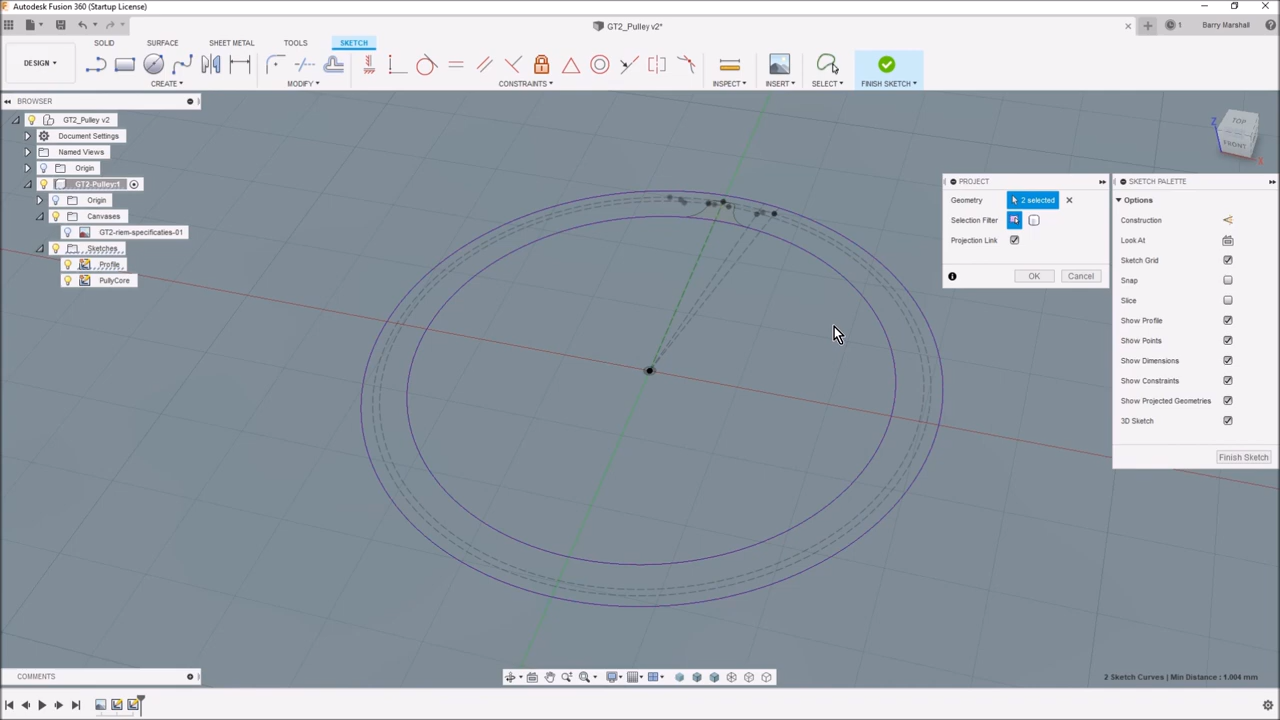 Autodesk Fusion 360 (Startup License)
GT2_Pulley v2*
1
Barry Marshall
DESIGN
SOLID
SURFACE
SHEET METAL
TOOLS
SKETCH
CREATE
MODIFY
CONSTRAINTS
INSPECT
INSERT
SELECT
FINISH SKETCH
BROWSER
GT2_Pulley v2
Document Settings
Named Views
Origin
GT2-Pulley:1
Origin
Canvases
GT2-riem-specificaties-01
Sketches
Profile
PullyCore
TOP
FRONT
Z
X
PROJECT
Geometry
2 selected
Selection Filter
Projection Link
OK
Cancel
SKETCH PALETTE
Options
Construction
Look At
Sketch Grid
Snap
Slice
Show Profile
Show Points
Show Dimensions
Show Constraints
Show Projected Geometries
3D Sketch
Finish Sketch
COMMENTS
2 Sketch Curves | Min Distance : 1.004 mm